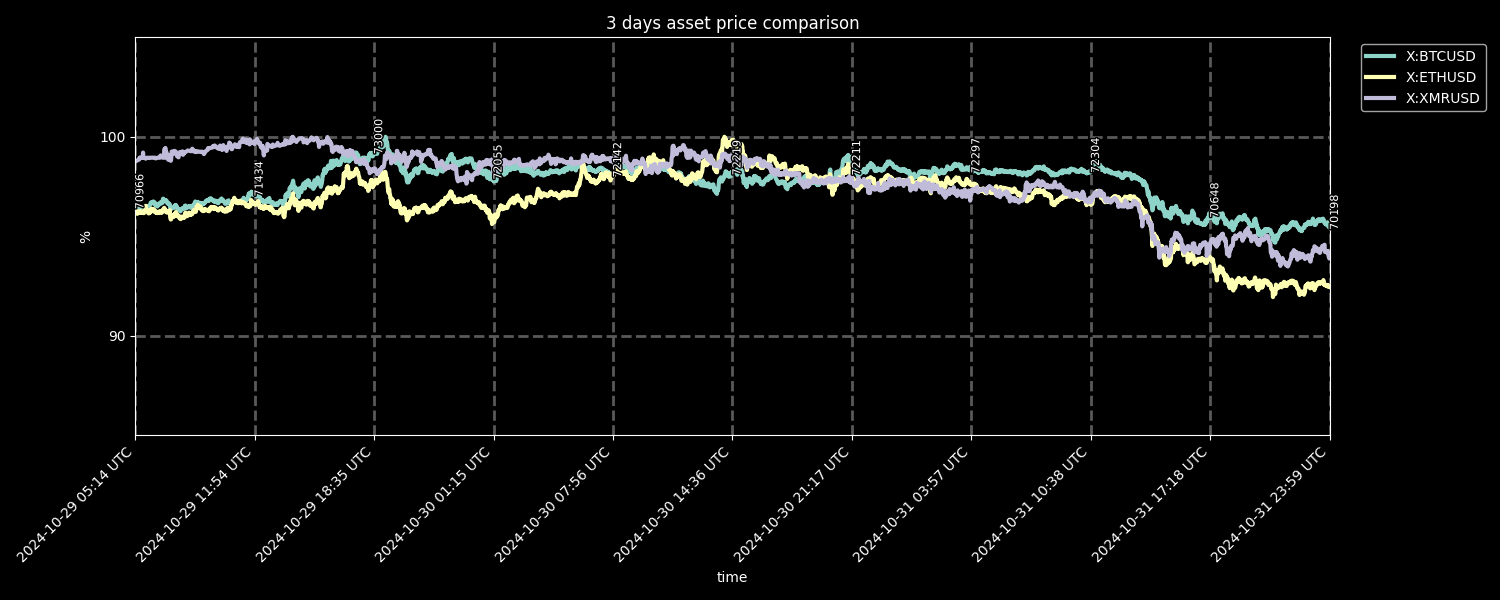 3 days asset price comparison
X:BTCUSD
X:ETHUSD
X:XMRUSD
100
90
%
70966
71434
73000
72055
72142
72219
72211
72297
72304
70648
70198
2024-10-29 05:14 UTC
2024-10-29 11:54 UTC
2024-10-29 18:35 UTC
2024-10-30 01:15 UTC
2024-10-30 07:56 UTC
2024-10-30 14:36 UTC
2024-10-30 21:17 UTC
2024-10-31 03:57 UTC
2024-10-31 10:38 UTC
2024-10-31 17:18 UTC
2024-10-31 23:59 UTC
time